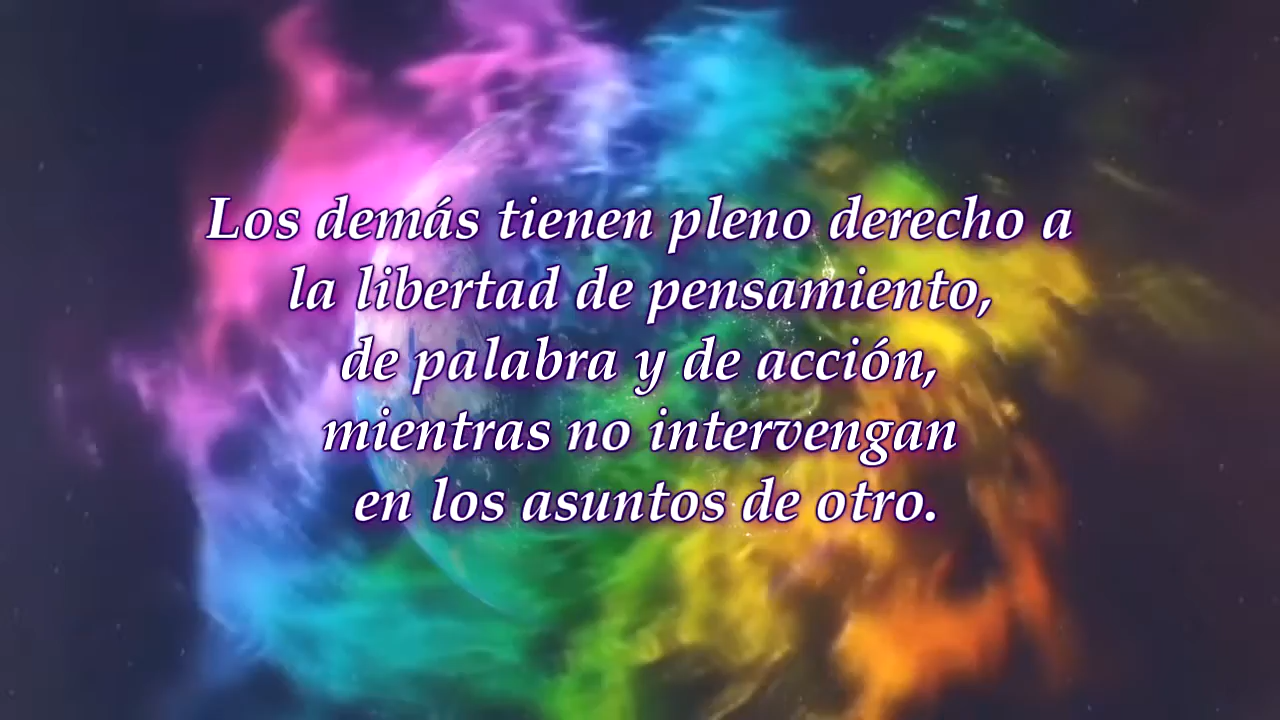 Los demás tienen pleno derecho a
la libertad de pensamiento,
de palabra y de acción,
mientras no intervengan
en los asuntos de otro.